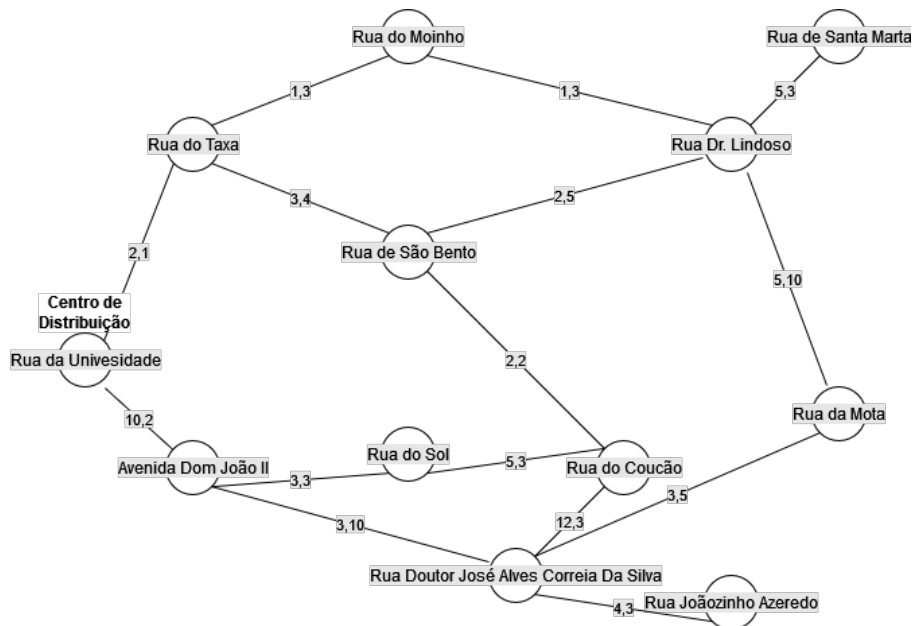 Rua do Moinho
Rua de Santa Marta
1,3
1,3
5,3
Rua do Taxa
Rua Dr. Lindoso
3,4
2,5
Rua de São Bento
2,1
5,10
Centro de
Distribuição
Rua da Univesidade
2,2
10,2
Rua da Mota
Rua do Sol
Avenida Dom João II
Rua do Coucão
3,3
5,3
3,5
3,10
12,3
Rua Doutor José Alves Correia Da Silva
4,3
Rua Joãozinho Azeredo